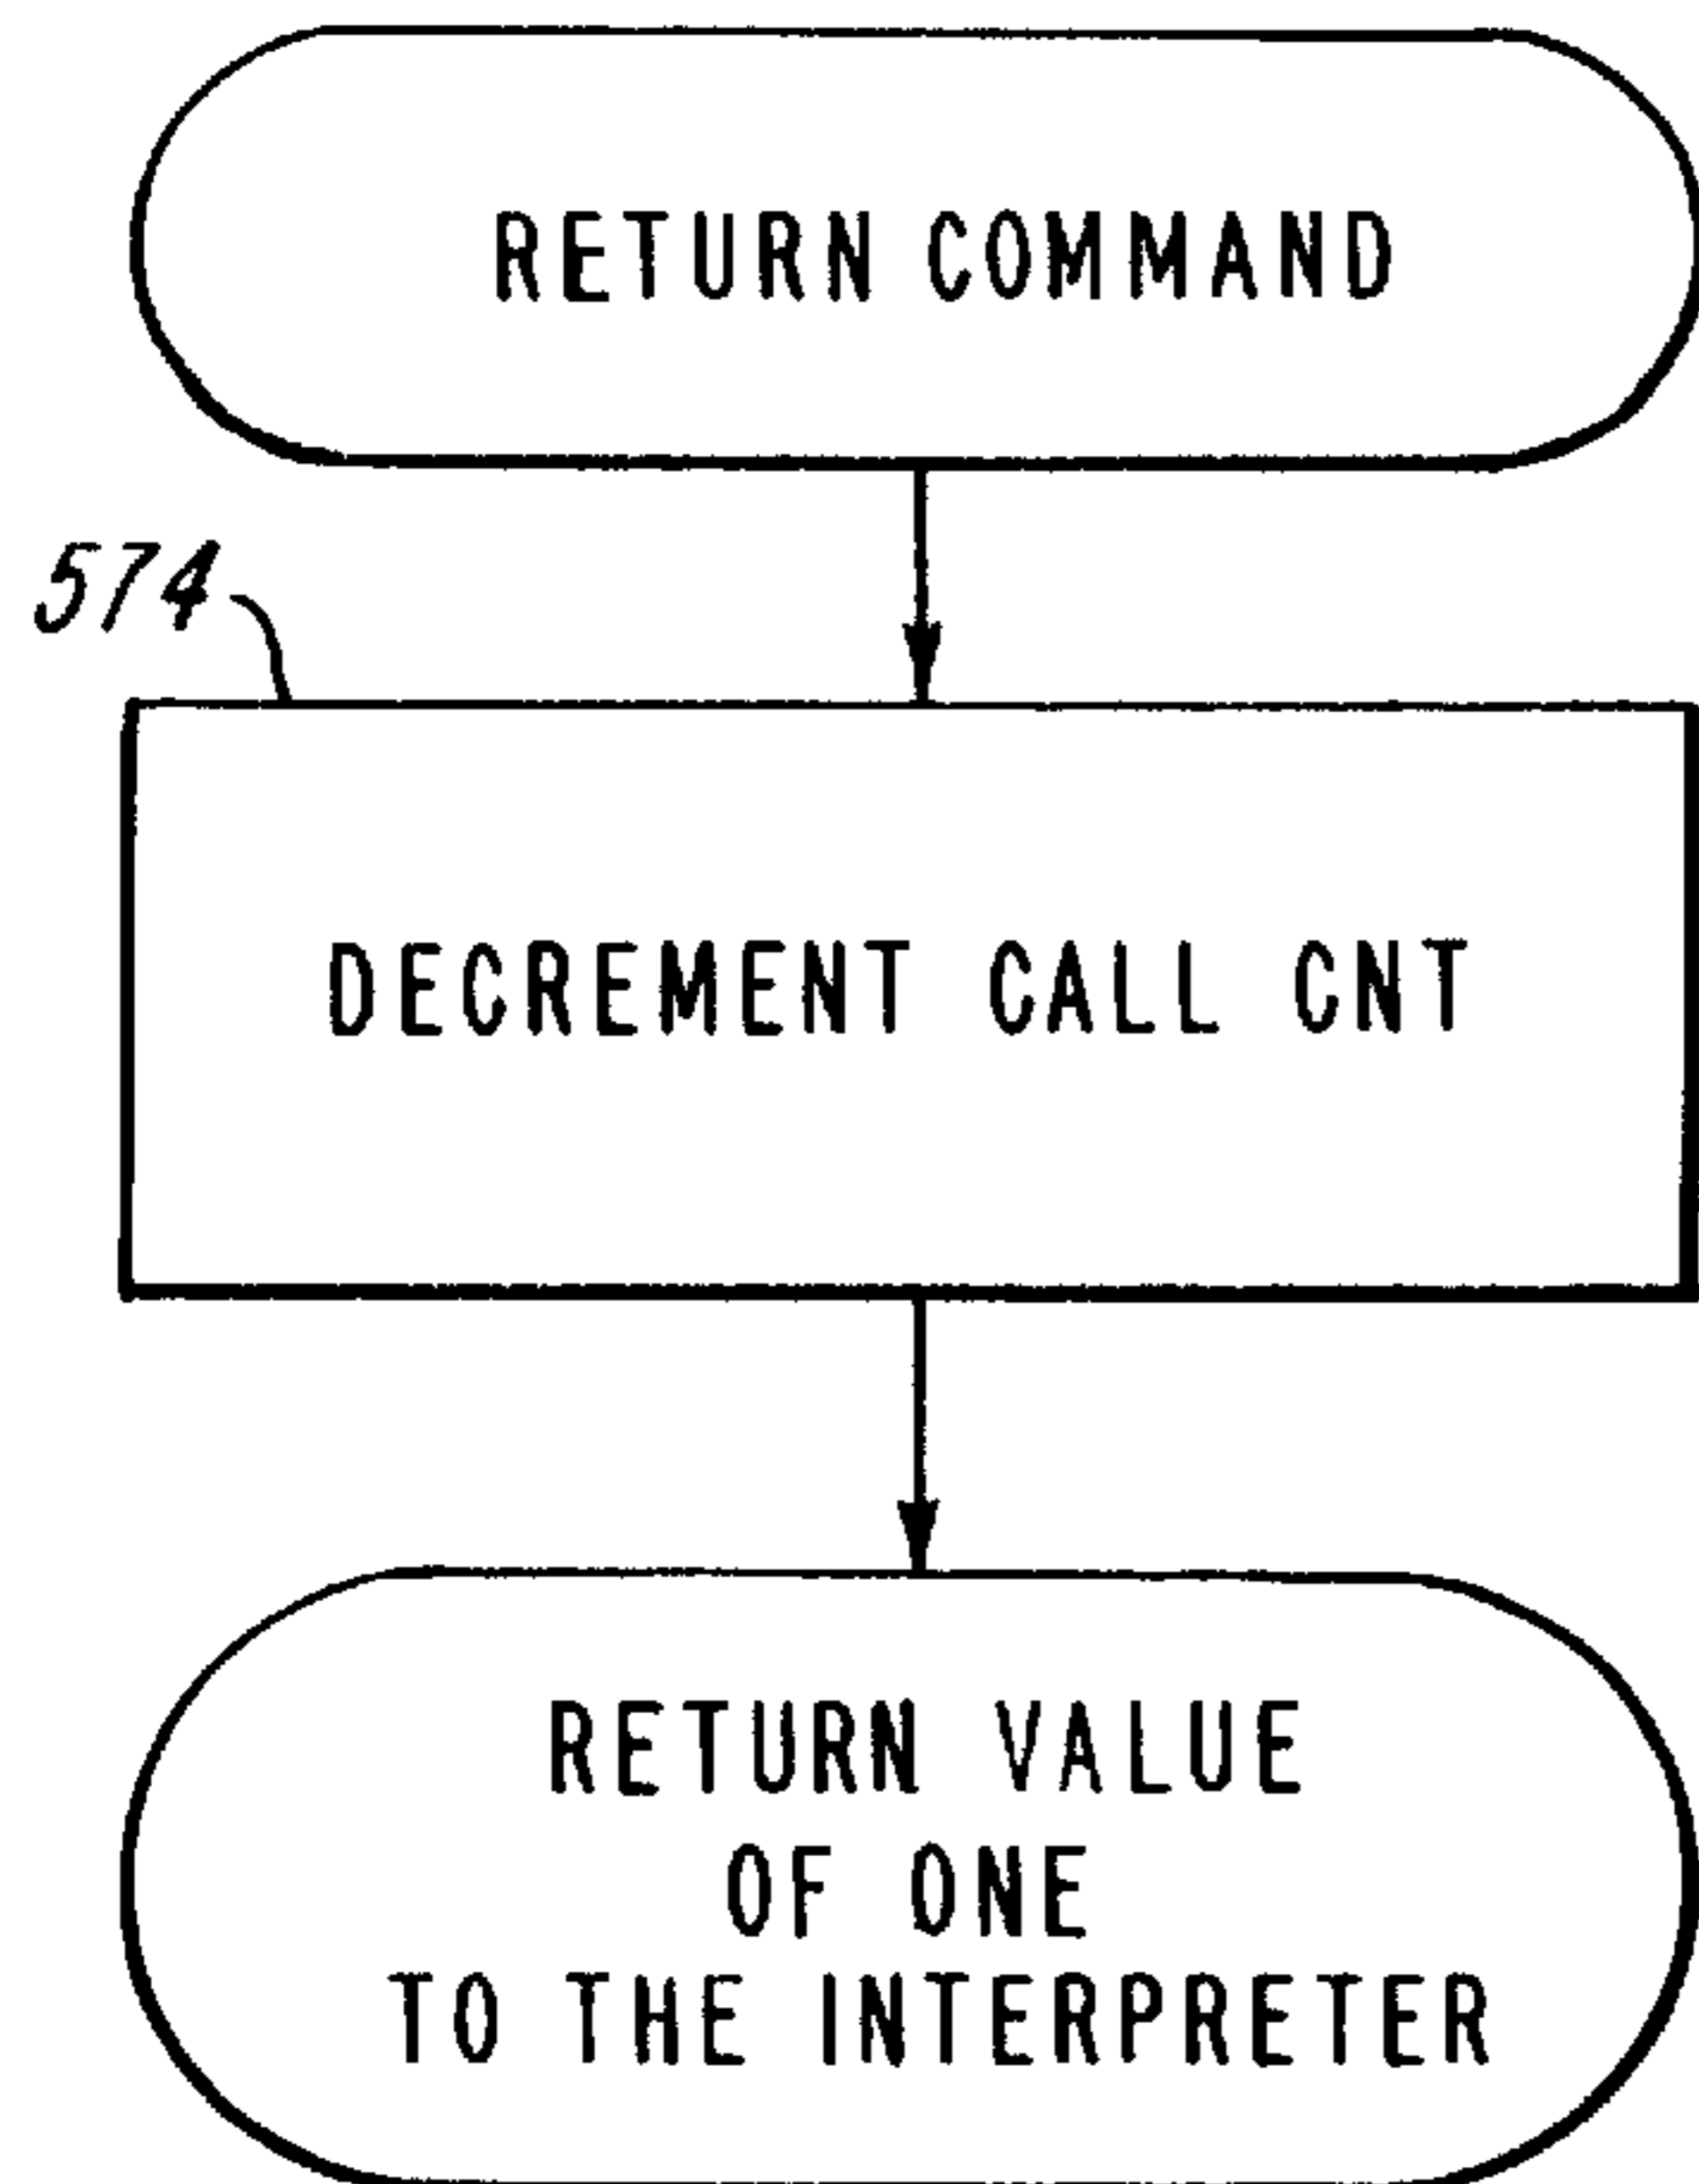 RETURN COMMAND
574
DECREMENT CALL CNT
RETURN VALUE
OF ONE
TO THE INTERPRETER